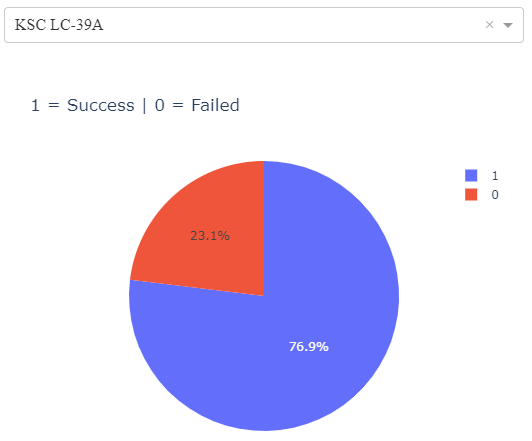 KSC LC-39A
1 = Success | 0 = Failed
1
0
23.1%
76.9%